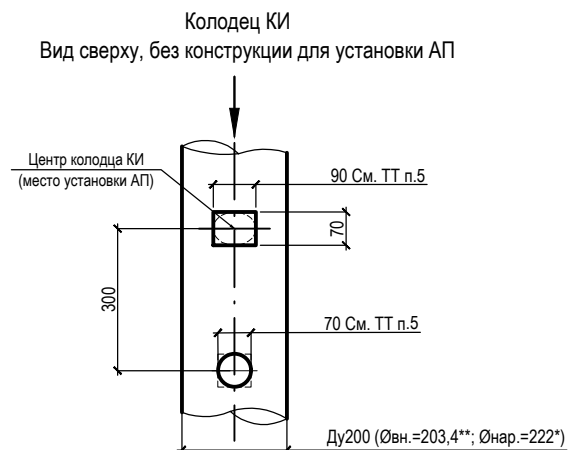 Колодец КИ
Вид сверху, без конструкции для установки АП
Центр колодца КИ
(место установки АП)
90 См. ТТ п.5
70
300
70 См. ТТ п.5
Ду200 (Øвн.=203,4**; Øнар.=222*)